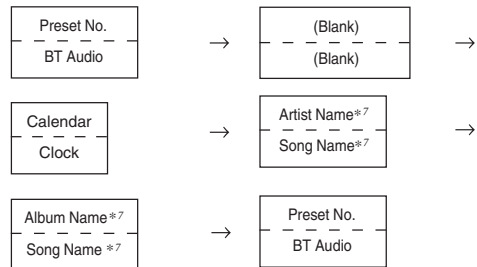 Preset No.
BT Audio
→
(Blank)
(Blank)
→
Calendar
Clock
→
Artist Name*7
Song Name*7
→
Album Name*7
Song Name *7
→
Preset No.
BT Audio